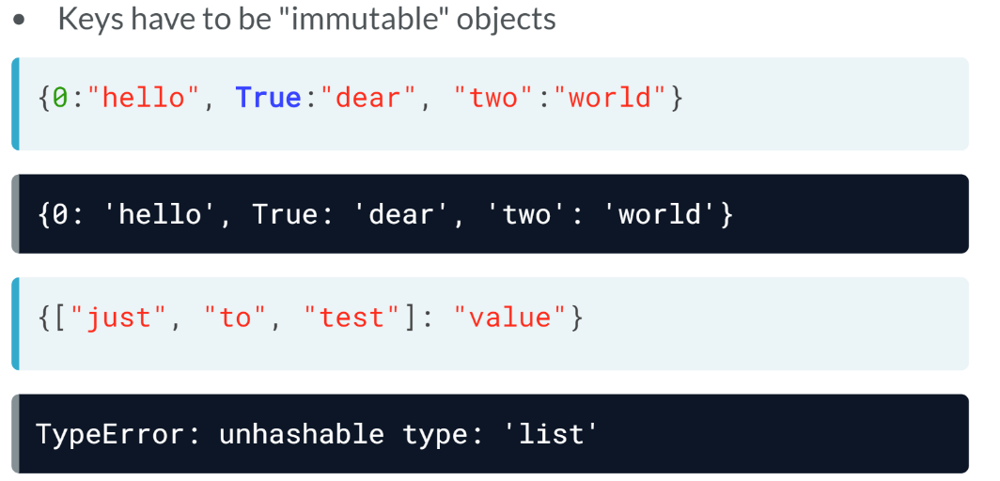 • Keys have to be "immutable" objects
{0:"hello", True:"dear", "two":"world"}
{0: 'hello', True: 'dear', 'two': 'world'}
{["just", "to", "test"]: "value"}
TypeError: unhashable type: 'list'